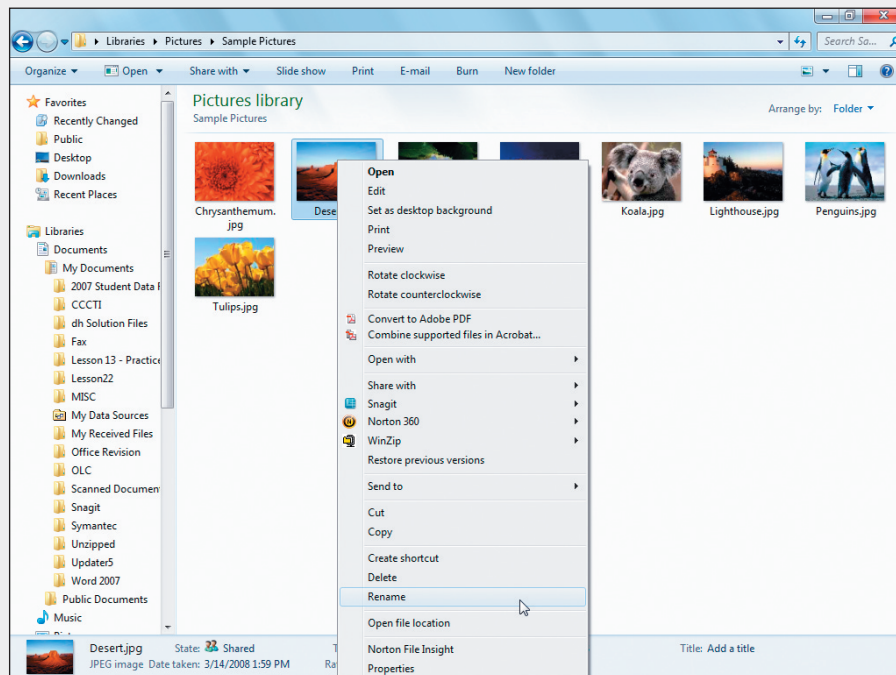 Libraries Pictures Sample Pictures
Search Sa...
Organize Open Share with Slide show Print E-mail Burn New folder
Favorites
Recently Changed
Public
Desktop
Downloads
Recent Places
Libraries
Documents
My Documents
2007 Student Data
CCCTI
dh Solution Files
Fax
Lesson 13 - Practice
Lesson22
MISC
My Data Sources
My Received Files
Office Revision
OLC
Scanned Documen
Snagit
Symantec
Unzipped
Updater5
Word 2007
Public Documents
Music
Pictures library
Sample Pictures
Arrange by: Folder
Chrysanthemum.
jpg
Dese
Koala.jpg
Lighthouse.jpg
Penguins.jpg
Tulips.jpg
Open
Edit
Set as desktop background
Print
Preview
Rotate clockwise
Rotate counterclockwise
Convert to Adobe PDF
Combine supported files in Acrobat...
Open with
Share with
Snagit
Norton 360
WinZip
Restore previous versions
Send to
Cut
Copy
Create shortcut
Delete
Rename
Open file location
Norton File Insight
Properties
Desert.jpg State: Shared
Title: Add a title
JPEG image Date taken: 3/14/2008 1:59 PM
Ra